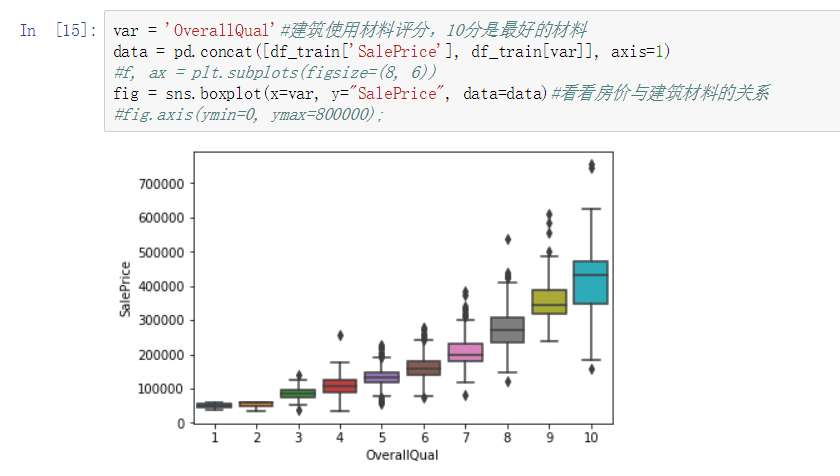 In [15]: var = 'OverallQual'#建筑使用材料评分，10分是最好的材料
data = pd.concat([df_train['SalePrice'], df_train[var]], axis=1)
#f, ax = plt.subplots(figsize=(8, 6))
fig = sns.boxplot(x=var, y="SalePrice", data=data)#看看房价与建筑材料的关系
#fig.axis(ymin=0, ymax=800000);
700000
600000
500000
400000
300000
200000
100000
0
SalePrice
1 2 3 4 5 6 7 8 9 10
OverallQual